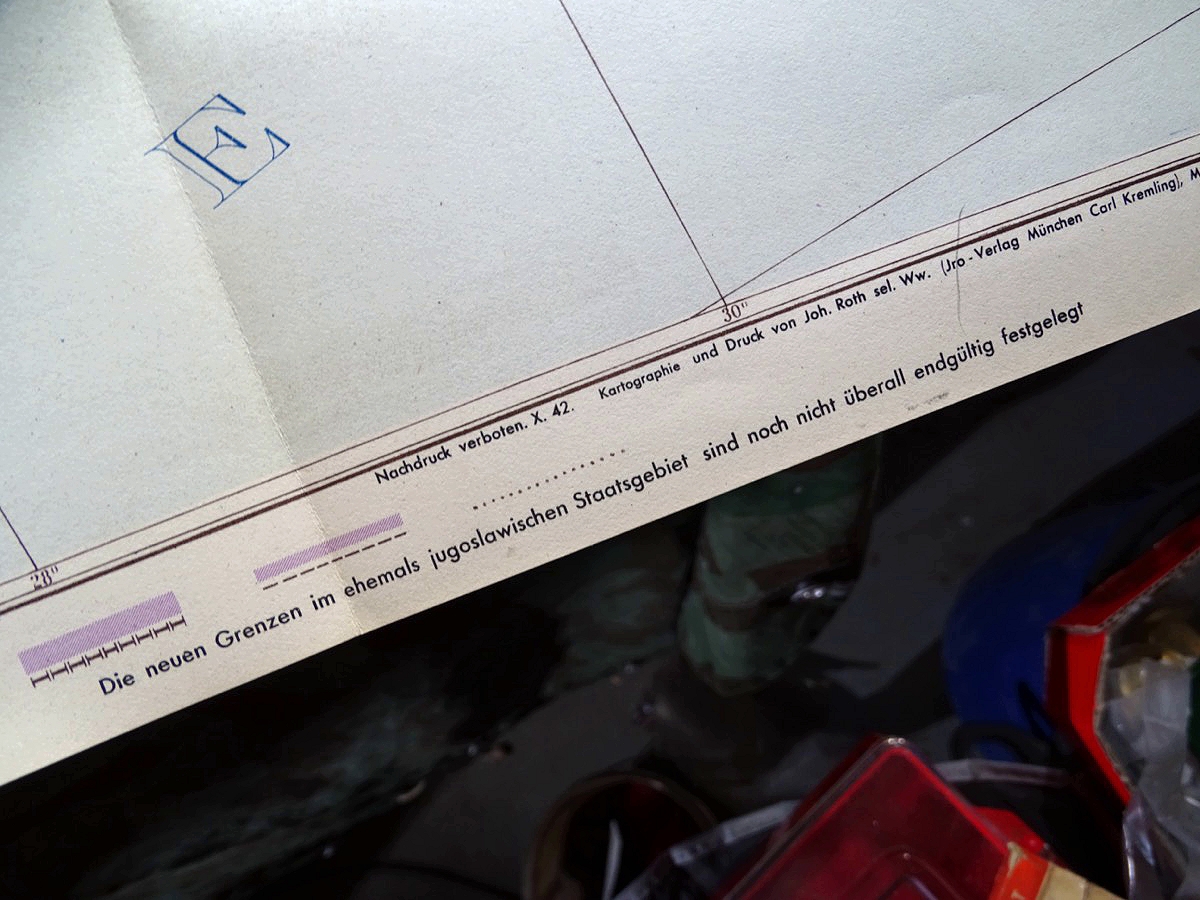 E
30°
28°
Nachdruck verboten. X. 42. Kartographie und Druck von Joh. Roth sel. Ww. (Jro-Verlag München Carl Kremling), M
Die neuen Grenzen im ehemals jugoslawischen Staatsgebiet sind noch nicht überall endgültig festgelegt